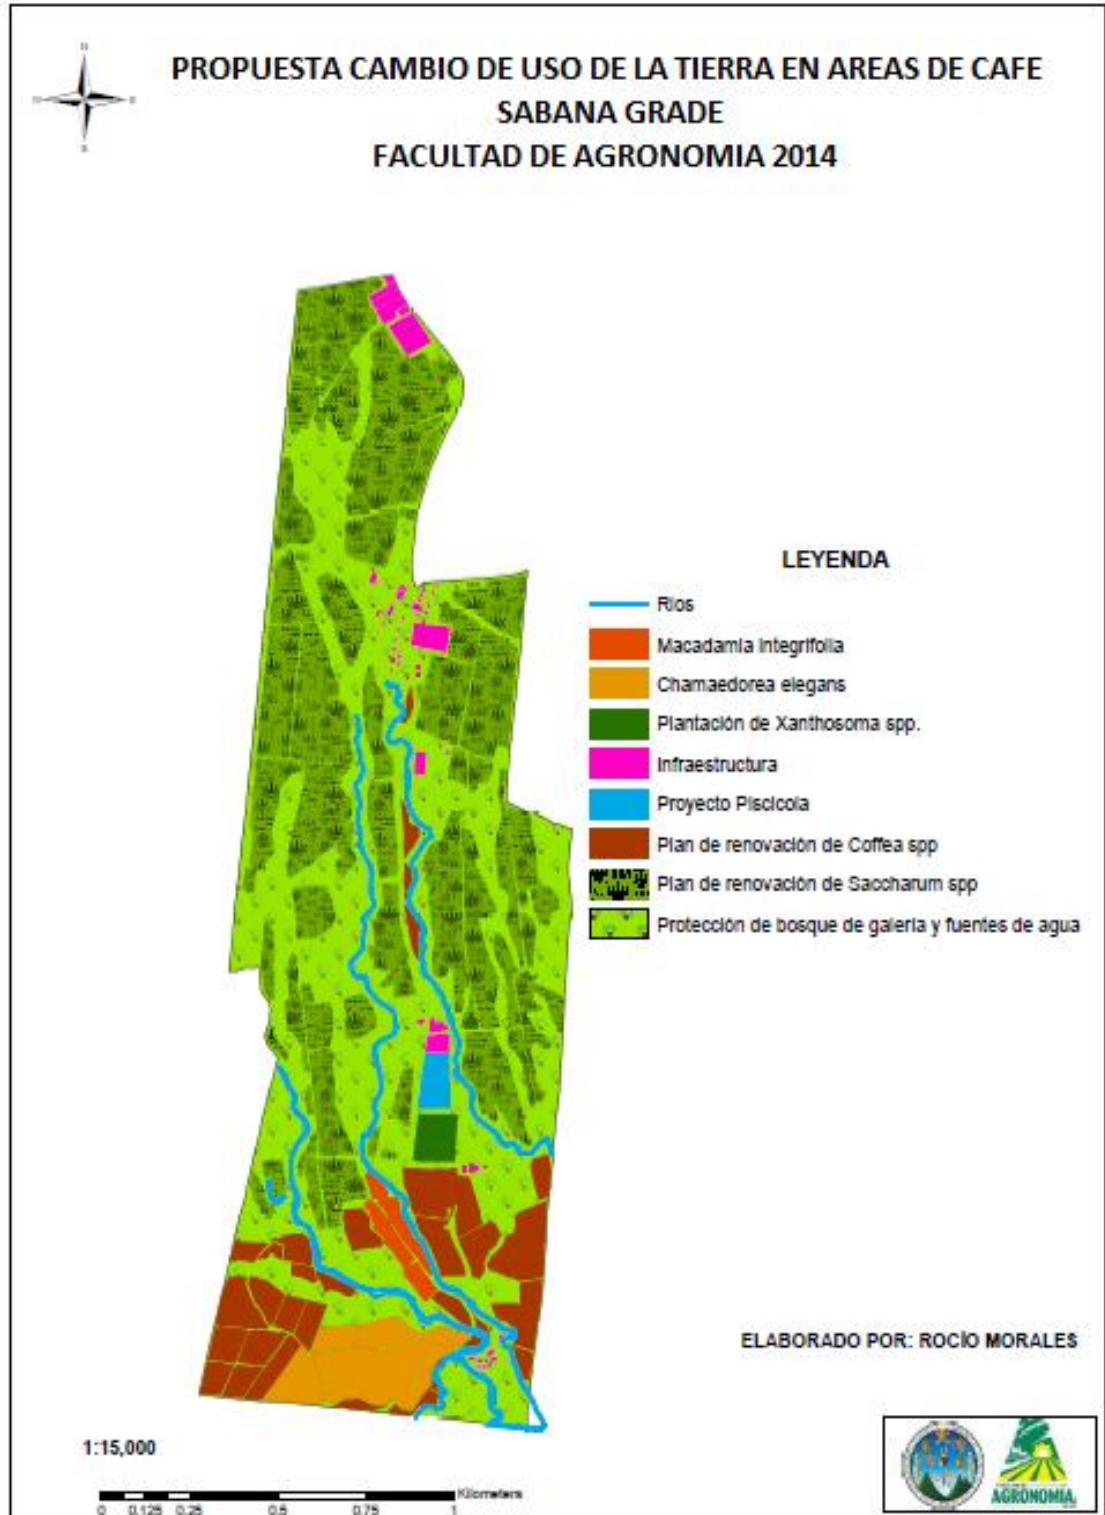 PROPUESTA CAMBIO DE USO DE LA TIERRA EN AREAS DE CAFE
SABANA GRADE
FACULTAD DE AGRONOMIA 2014
N
S
LEYENDA
Rios
Macadamia integrifolia
Chamaedorea elegans
Plantación de Xanthosoma spp.
Infraestructura
Proyecto Piscicola
Plan de renovación de Coffea spp
Plan de renovación de Saccharum spp
Protección de bosque de galeria y fuentes de agua
ELABORADO POR: ROCÍO MORALES
1:15,000
Kilometers
0 0.125 0.25 0.5 0.75 1
AGRONOMIA